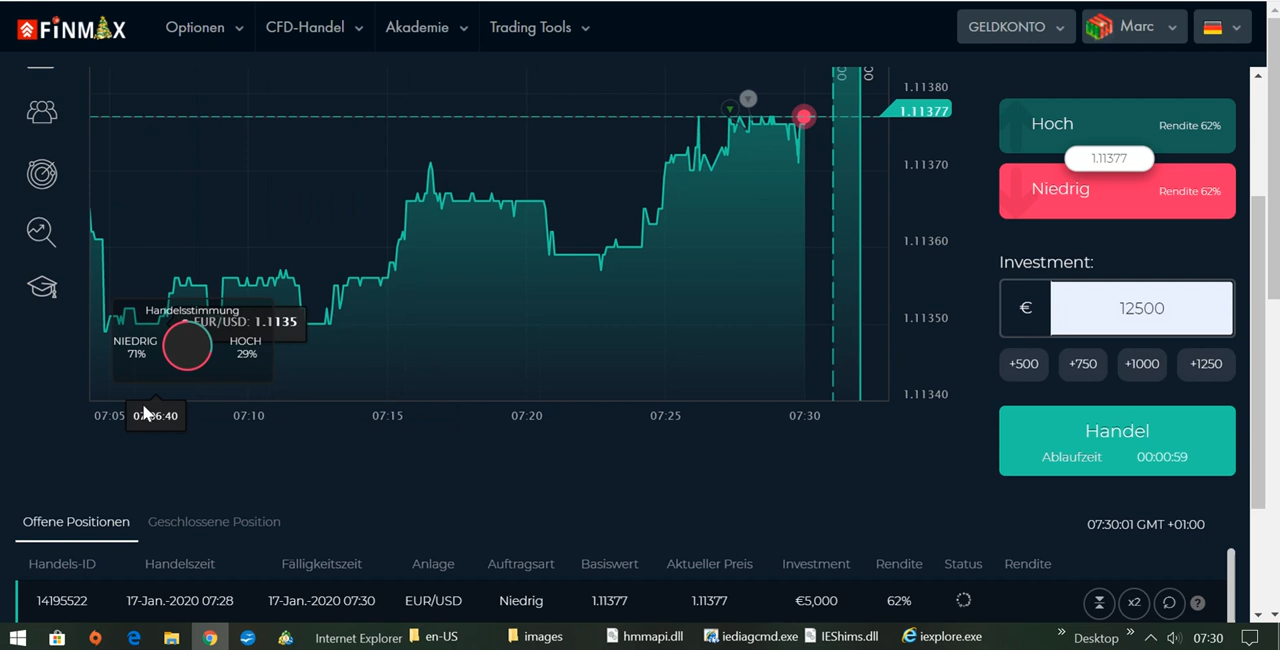 FiNMAX Optionen CFD-Handel Akademie Trading Tools GELDKONTO Marc
1.11380
1.11377
1.11370
1.11360
1.11350
1.11340
Hoch Rendite 62%
1.11377
Niedrig Rendite 62%
Investment:
€ 12500
+500 +750 +1000 +1250
Handel
Ablaufzeit 00:00:59
Handelsstimmung
EUR/USD: 1.1135
NIEDRIG HOCH
71% 29%
07:05 07:10 07:15 07:20 07:25 07:30
Offene Positionen Geschlossene Position 07:30:01 GMT +01:00
Handels-ID Handelszeit Fälligkeitszeit Anlage Auftragsart Basiswert Aktueller Preis Investment Rendite Status Rendite
14195522 17-Jan.-2020 07:28 17-Jan.-2020 07:30 EUR/USD Niedrig 1.11377 1.11377 €5,000 62% x2 ?
Internet Explorer en-US images hmmapi.dll iediagcmd.exe IEShims.dll iexplore.exe » Desktop » 07:30